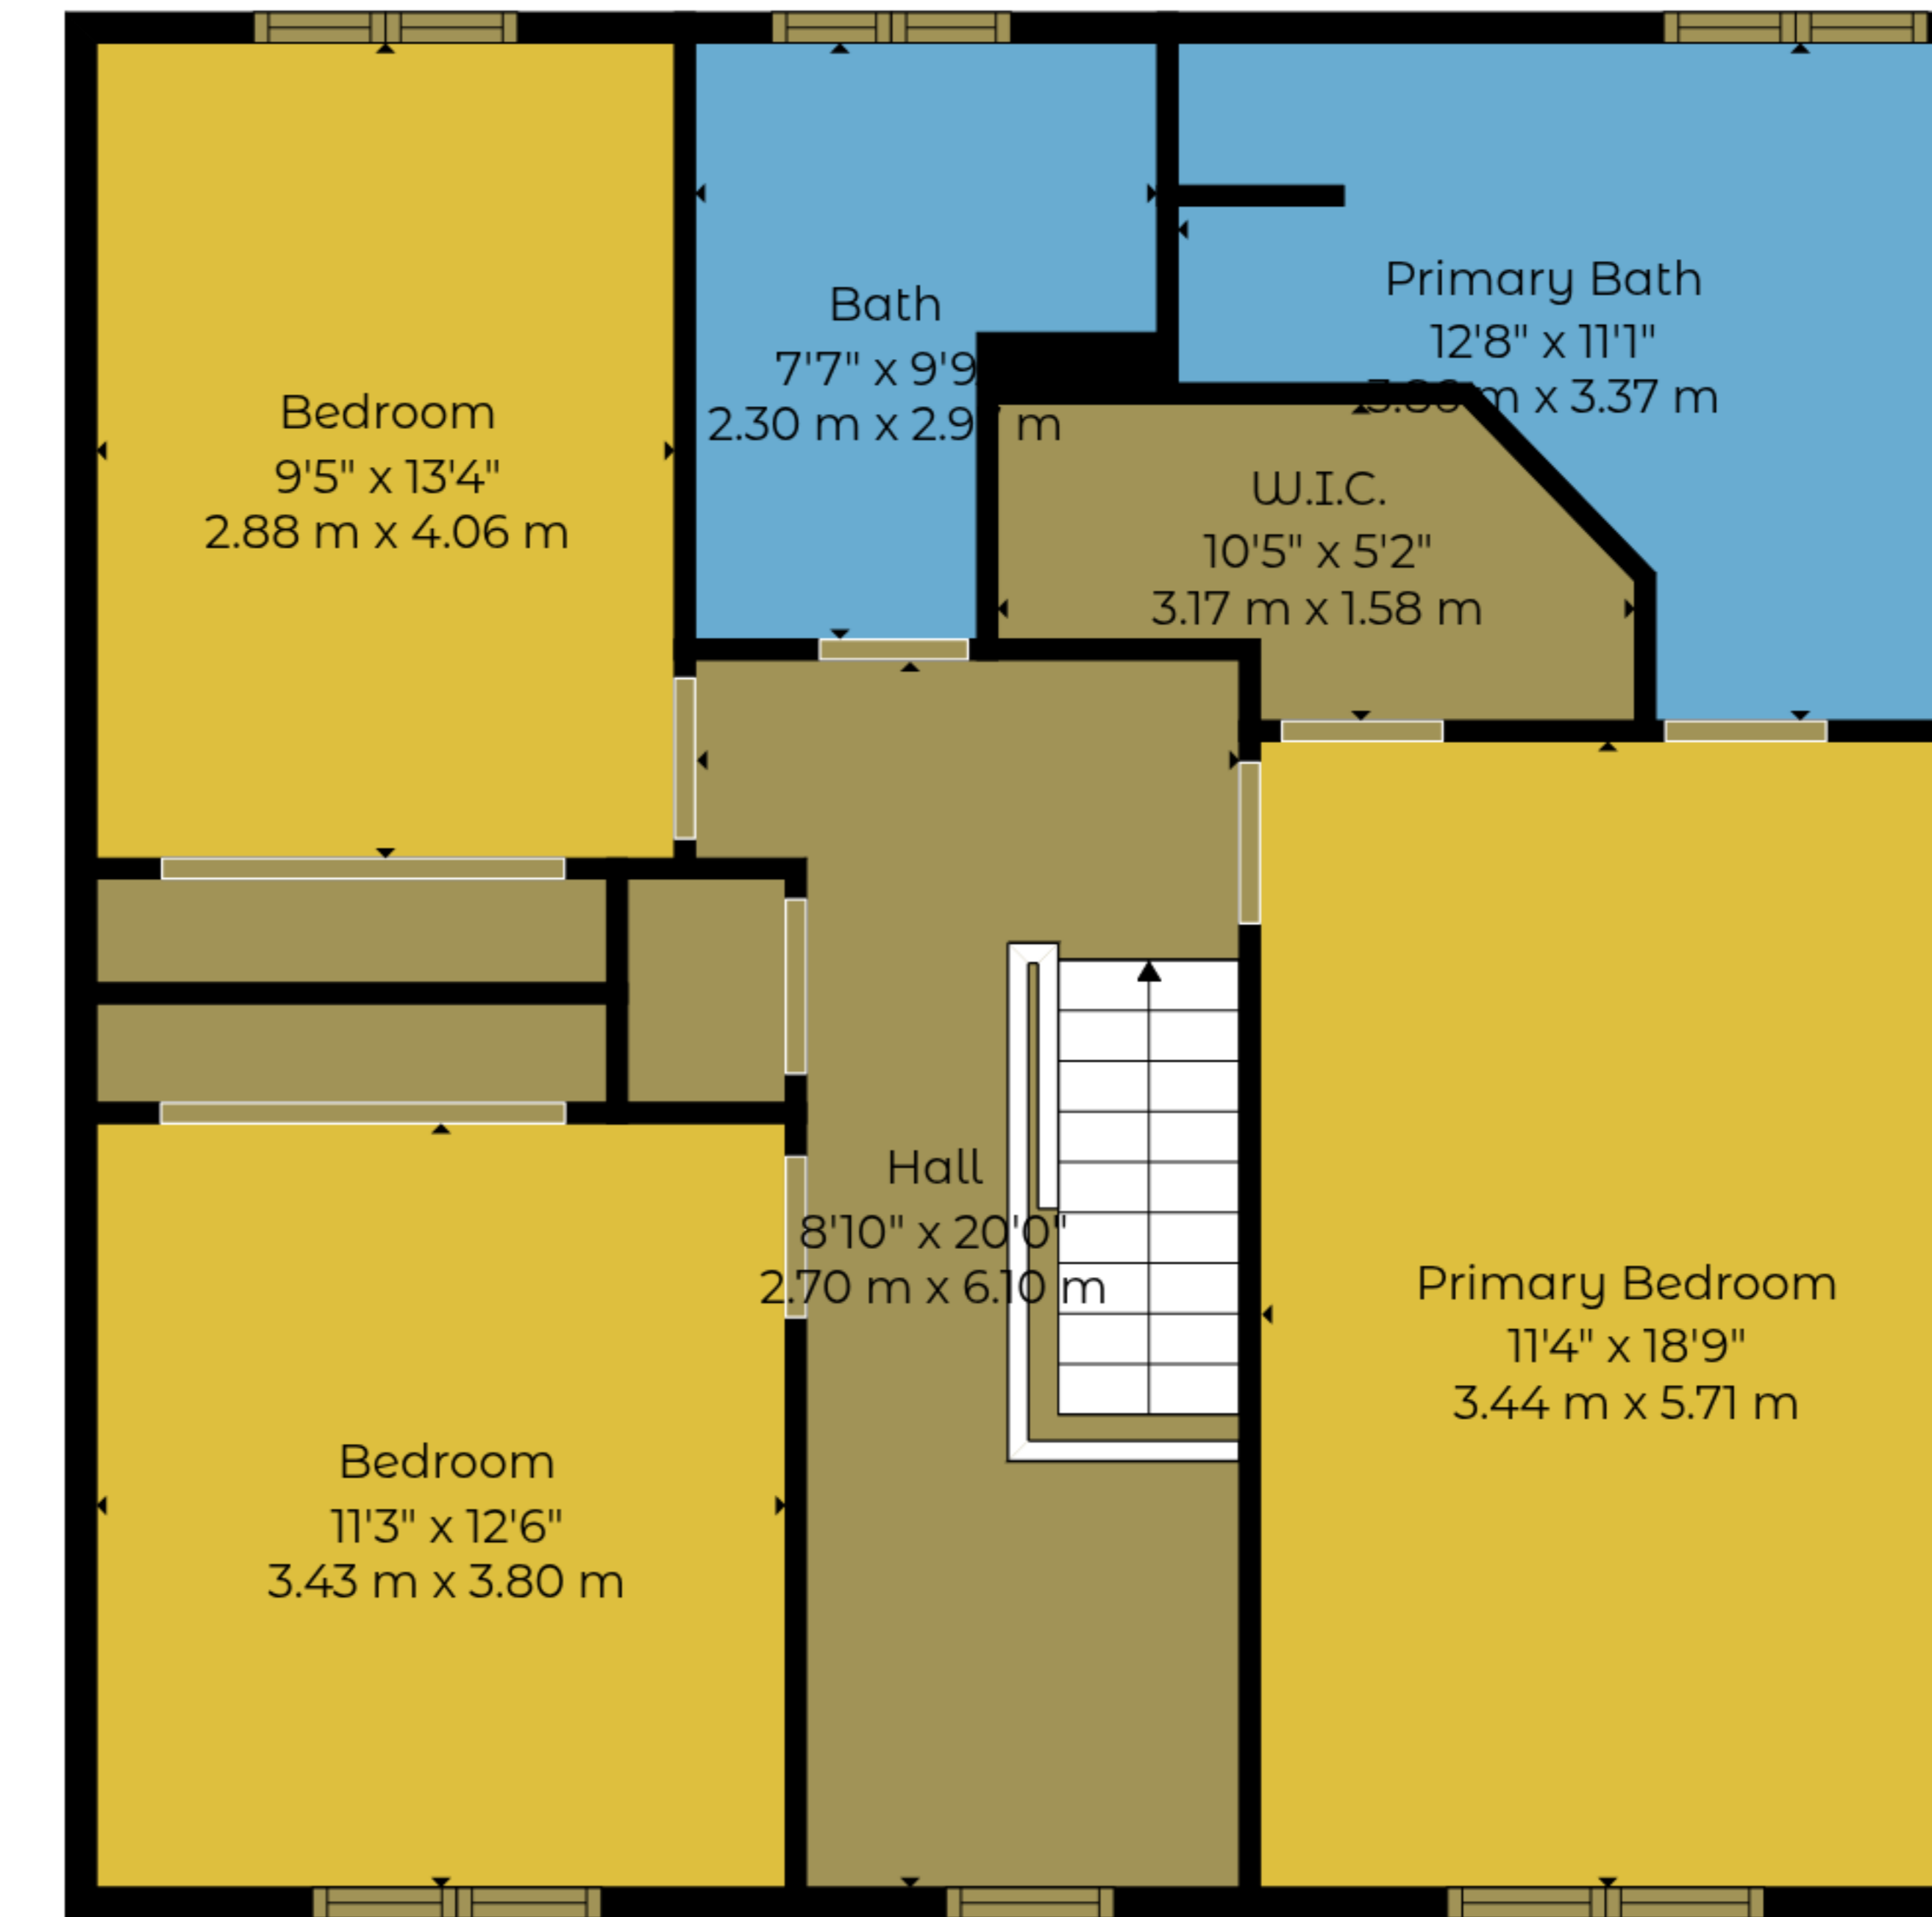 Bedroom
9'5" x 13'4"
2.88 m x 4.06 m
Bath
7'7" x 9'9
2.30 m x 2.9 m
Primary Bath
12'8" x 11'1"
m x 3.37 m
W.I.C.
10'5" x 5'2"
3.17 m x 1.58 m
Hall
8'10" x 20'0"
2.70 m x 6.10 m
Primary Bedroom
11'4" x 18'9"
3.44 m x 5.71 m
Bedroom
11'3" x 12'6"
3.43 m x 3.80 m